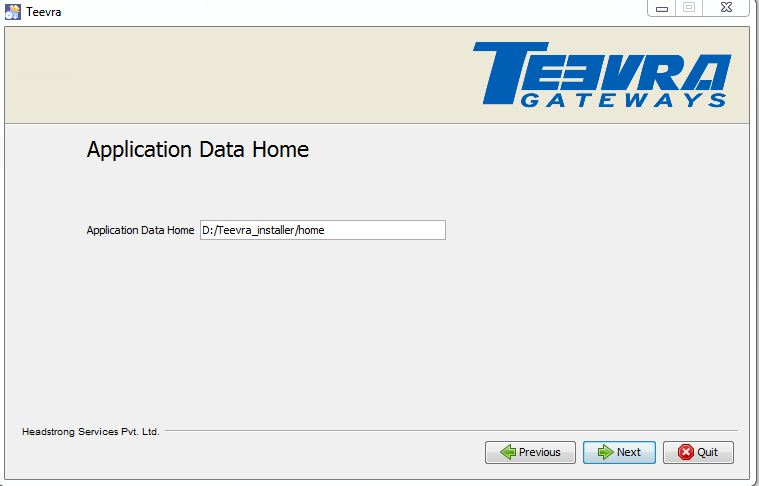 Teevra
TEEVRA
GATEWAYS
Application Data Home
Application Data Home D:/Teevra_installer/home
Headstrong Services Pvt. Ltd.
Previous Next Quit